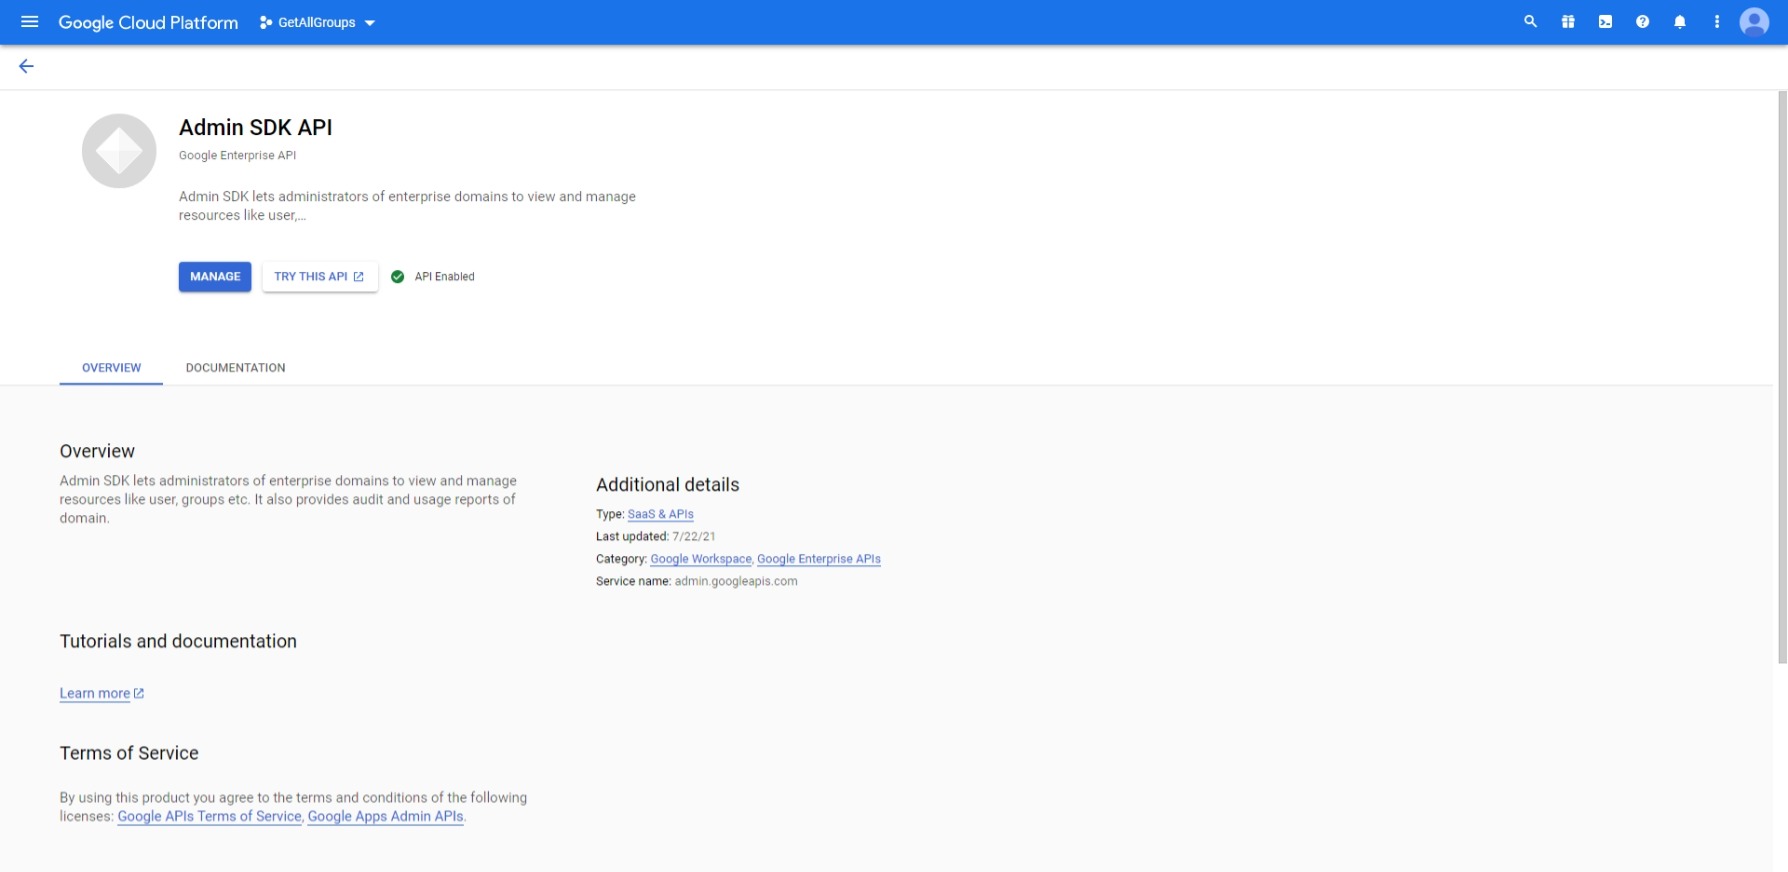 Google Cloud Platform GetAllGroups
Admin SDK API
Google Enterprise API
Admin SDK lets administrators of enterprise domains to view and manage
resources like user,...
MANAGE TRY THIS API API Enabled
OVERVIEW DOCUMENTATION
Overview
Admin SDK lets administrators of enterprise domains to view and manage
resources like user, groups etc. It also provides audit and usage reports of
domain.
Additional details
Type: SaaS & APIs
Last updated: 7/22/21
Category: Google Workspace, Google Enterprise APIs
Service name: admin.googleapis.com
Tutorials and documentation
Learn more
Terms of Service
By using this product you agree to the terms and conditions of the following
licenses: Google APIs Terms of Service, Google Apps Admin APIs.